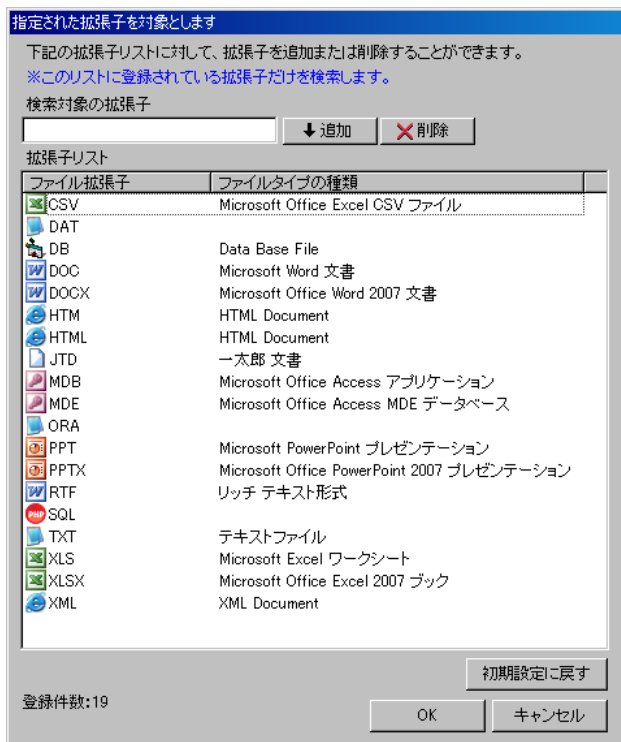 指定された拡張子を対象とします
下記の拡張子リストに対して、拡張子を追加または削除することができます。
※このリストに登録されている拡張子だけを検索します。
検索対象の拡張子
追加 削除
拡張子リスト
ファイル拡張子 ファイルタイプの種類
CSV Microsoft Office Excel CSV ファイル
DAT
DB Data Base File
DOC Microsoft Word 文書
DOCX Microsoft Office Word 2007 文書
HTM HTML Document
HTML HTML Document
JTD 一太郎 文書
MDB Microsoft Office Access アプリケーション
MDE Microsoft Office Access MDE データベース
ORA
PPT Microsoft PowerPoint プレゼンテーション
PPTX Microsoft Office PowerPoint 2007 プレゼンテーション
RTF リッチ テキスト形式
PHP SQL
TXT テキストファイル
XLS Microsoft Excel ワークシート
XLSX Microsoft Office Excel 2007 ブック
XML XML Document
初期設定に戻す
登録件数:19
OK キャンセル